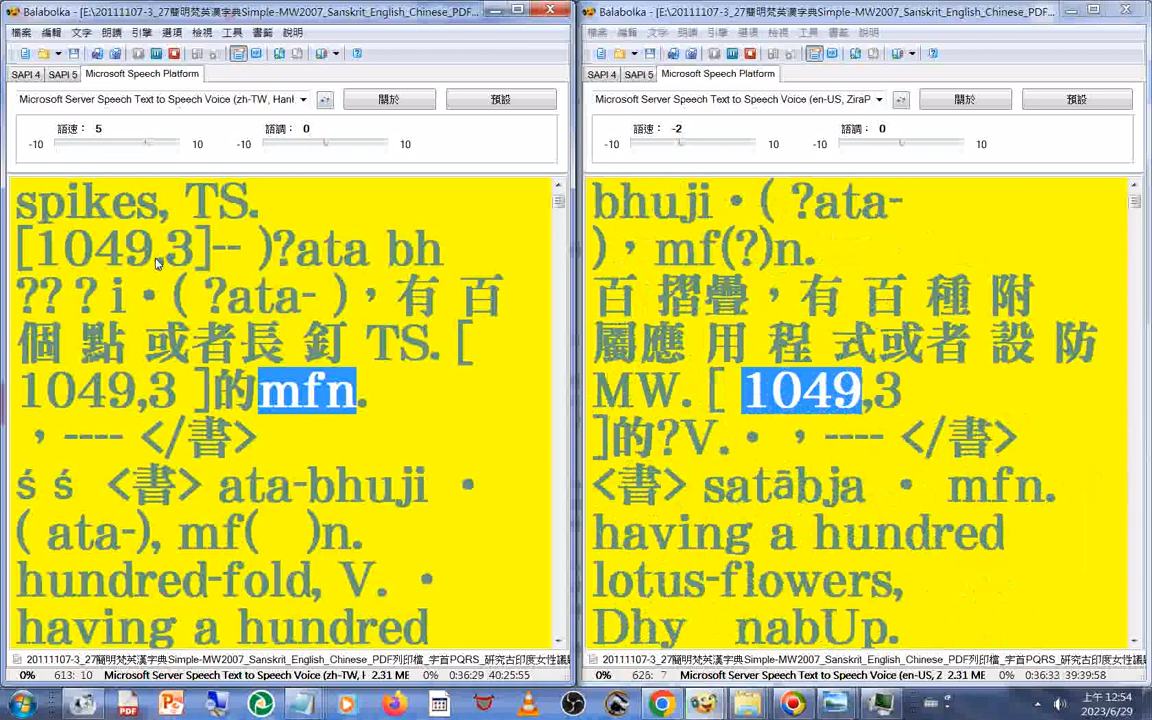 Balabolka - [E:\20111107-3_27簡明梵英漢字典Simple-MW2007_Sanskrit_English_Chinese_PDF...
檔案 編輯 文字 朗讀 引擎 選項 檢視 工具 書籤 說明
SAPI 4 SAPI 5 Microsoft Speech Platform
Microsoft Server Speech Text to Speech Voice (zh-TW, Hanl
關於 預設
語速： 5 語調： 0
-10 10 -10 10
spikes, TS.
[1049,3]-- )?ata bh
?? ? i • ( ?ata- )，有 百
個 點 或者長 釘 TS. [
1049,3 ]的mfn.
，---- </書>
ś ś <書> ata-bhuji •
( ata-), mf( )n.
hundred-fold, V. •
having a hundred
20111107-3_27簡明梵英漢字典Simple-MW2007_Sanskrit_English_Chinese_PDF列印檔_字首PQRS_研究古印度女性議
0% 613: 10 Microsoft Server Speech Text to Speech Voice (zh-TW, H 2.31 MB 0:36:29 40:25:55
Balabolka - [E:\20111107-3_27簡明梵英漢字典Simple-MW2007_Sanskrit_English_Chinese_PDF...
檔案 編輯 文字 朗讀 引擎 選項 檢視 工具 書籤 說明
SAPI 4 SAPI 5 Microsoft Speech Platform
Microsoft Server Speech Text to Speech Voice (en-US, ZiraP
關於 預設
語速： -2 語調： 0
-10 10 -10 10
bhuji • ( ?ata-
)，mf(?)n.
百 摺疊，有 百 種 附
屬應 用 程 式或者 設 防
MW. [ 1049,3
]的?V. • ，---- </書>
<書> satābja • mfn.
having a hundred
lotus-flowers,
Dhy nabUp.
20111107-3_27簡明梵英漢字典Simple-MW2007_Sanskrit_English_Chinese_PDF列印檔_字首PQRS_研究古印度女性議
0% 626: 7 Microsoft Server Speech Text to Speech Voice (en-US, Z 2.31 MB 0:36:33 39:39:58
PDF
上午 12:54
2023/6/29